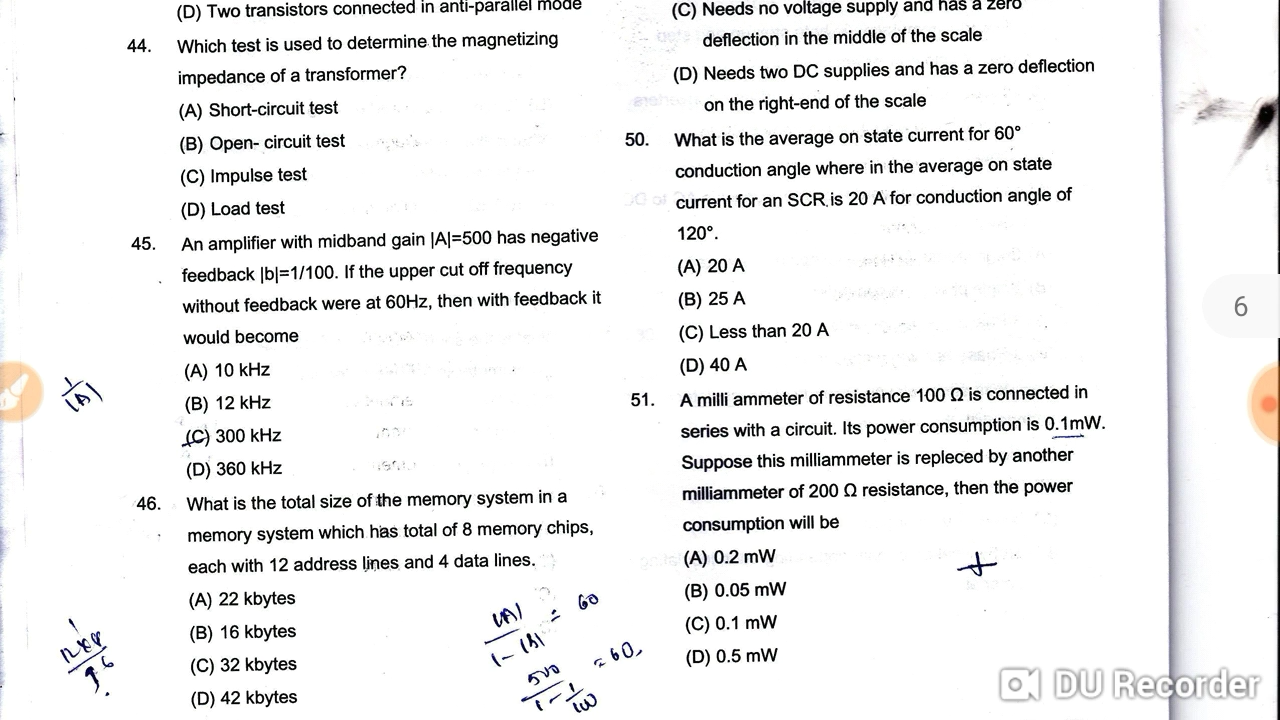 (D) Two transistors connected in anti-parallel mode
44. Which test is used to determine the magnetizing
impedance of a transformer?
(A) Short-circuit test
(B) Open- circuit test
(C) Impulse test
(D) Load test
45. An amplifier with midband gain |A|=500 has negative
feedback |b|=1/100. If the upper cut off frequency
without feedback were at 60Hz, then with feedback it
would become
(A) 10 kHz
(B) 12 kHz
(C) 300 kHz
(D) 360 kHz
1/|A|
46. What is the total size of the memory system in a
memory system which has total of 8 memory chips,
each with 12 address lines and 4 data lines.
(A) 22 kbytes
(B) 16 kbytes
(C) 32 kbytes
(D) 42 kbytes
|A|
1-|B| = 60
500
1-1/100 = 60
(C) Needs no voltage supply and has a zero
deflection in the middle of the scale
(D) Needs two DC supplies and has a zero deflection
on the right-end of the scale
50. What is the average on state current for 60°
conduction angle where in the average on state
current for an SCR is 20 A for conduction angle of
120°.
(A) 20 A
(B) 25 A
(C) Less than 20 A
(D) 40 A
51. A milli ammeter of resistance 100 Ω is connected in
series with a circuit. Its power consumption is 0.1mW.
Suppose this milliammeter is repleced by another
milliammeter of 200 Ω resistance, then the power
consumption will be
(A) 0.2 mW
(B) 0.05 mW
(C) 0.1 mW
(D) 0.5 mW
6
DU Recorder